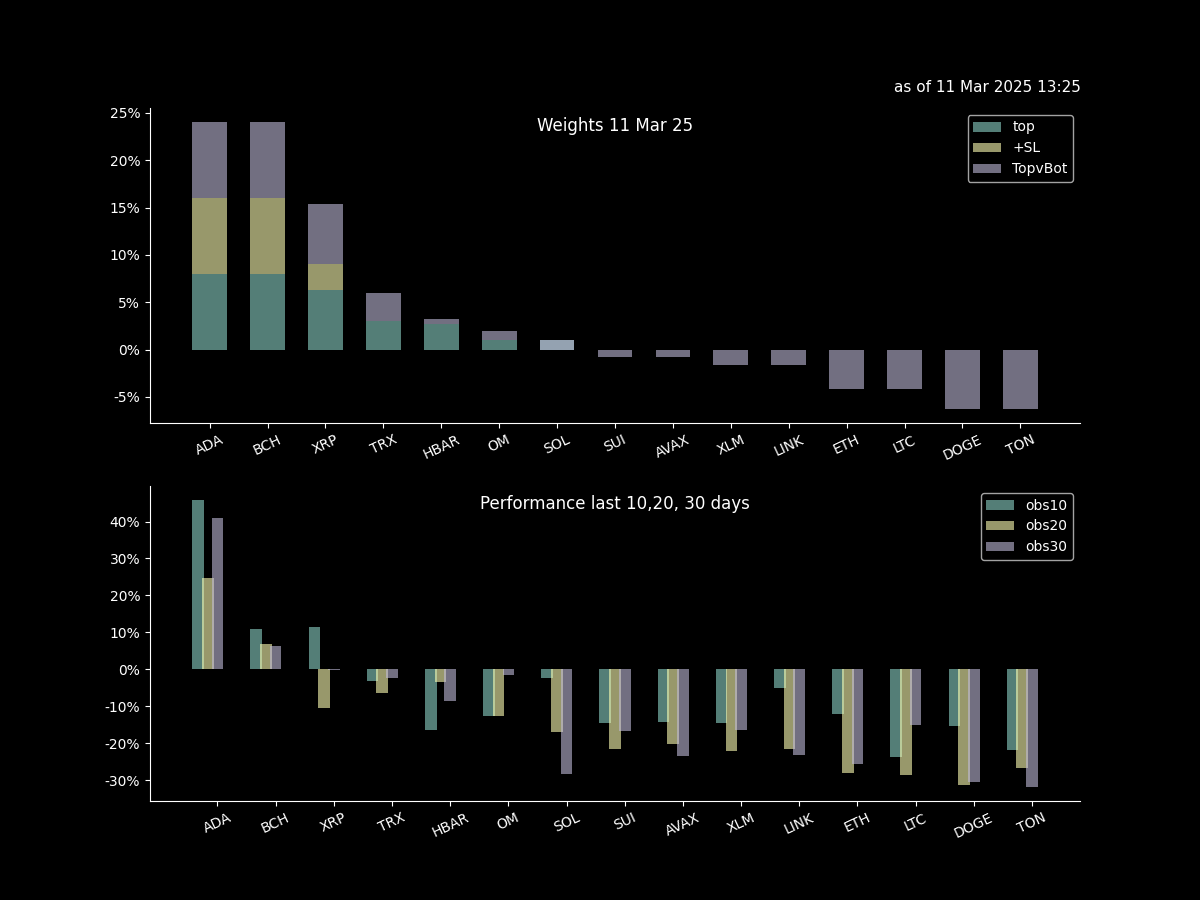 as of 11 Mar 2025 13:25
Weights 11 Mar 25
top
+SL
TopvBot
25%
20%
15%
10%
5%
0%
-5%
ADA BCH XRP TRX HBAR OM SOL SUI AVAX XLM LINK ETH LTC DOGE TON
Performance last 10,20, 30 days
obs10
obs20
obs30
40%
30%
20%
10%
0%
-10%
-20%
-30%
ADA BCH XRP TRX HBAR OM SOL SUI AVAX XLM LINK ETH LTC DOGE TON